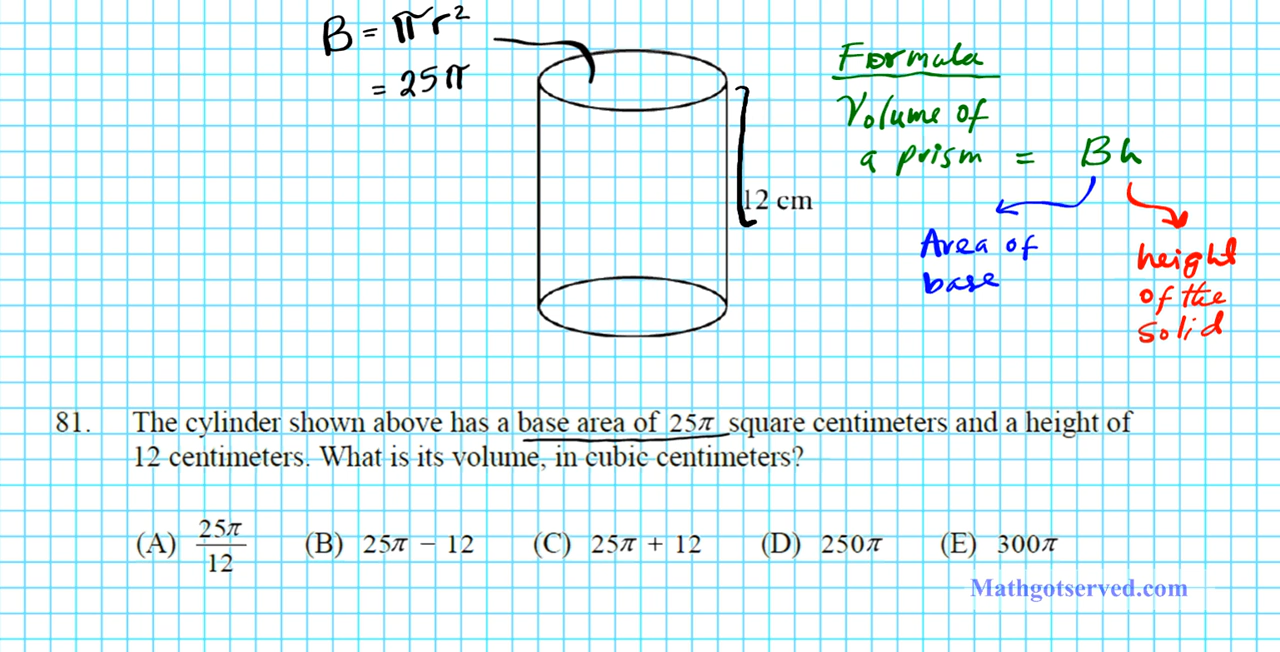 B = πr²
= 25π
Formula
Volume of
a prism = Bh
12 cm
Area of
base
height
of the
solid
81. The cylinder shown above has a base area of 25π square centimeters and a height of
12 centimeters. What is its volume, in cubic centimeters?
(A) 25π/12 (B) 25π − 12 (C) 25π + 12 (D) 250π (E) 300π
Mathgotserved.com